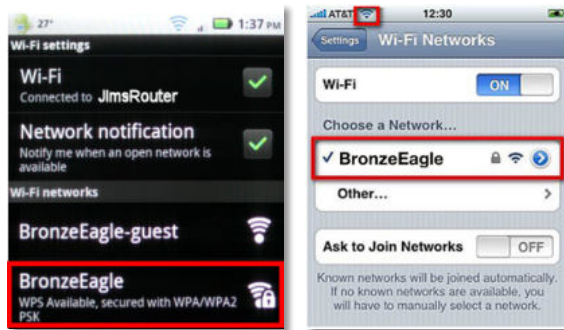 27°
1:37 PM
Wi-Fi settings
Wi-Fi
Connected to JimsRouter
Network notification
Notify me when an open network is
available
Wi-Fi networks
BronzeEagle-guest
BronzeEagle
WPS Available, secured with WPA/WPA2
PSK
AT&T
12:30
Settings
Wi-Fi Networks
Wi-Fi
ON
Choose a Network...
✓ BronzeEagle
Other...
Ask to Join Networks
OFF
Known networks will be joined automatically.
If no known networks are available, you
will have to manually select a network.